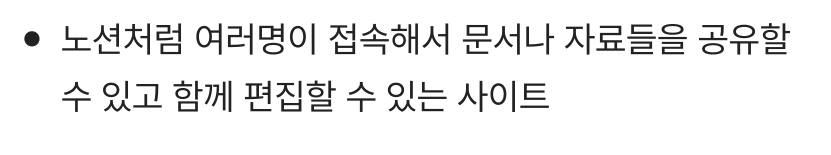 • 노션처럼 여러명이 접속해서 문서나 자료들을 공유할
수 있고 함께 편집할 수 있는 사이트